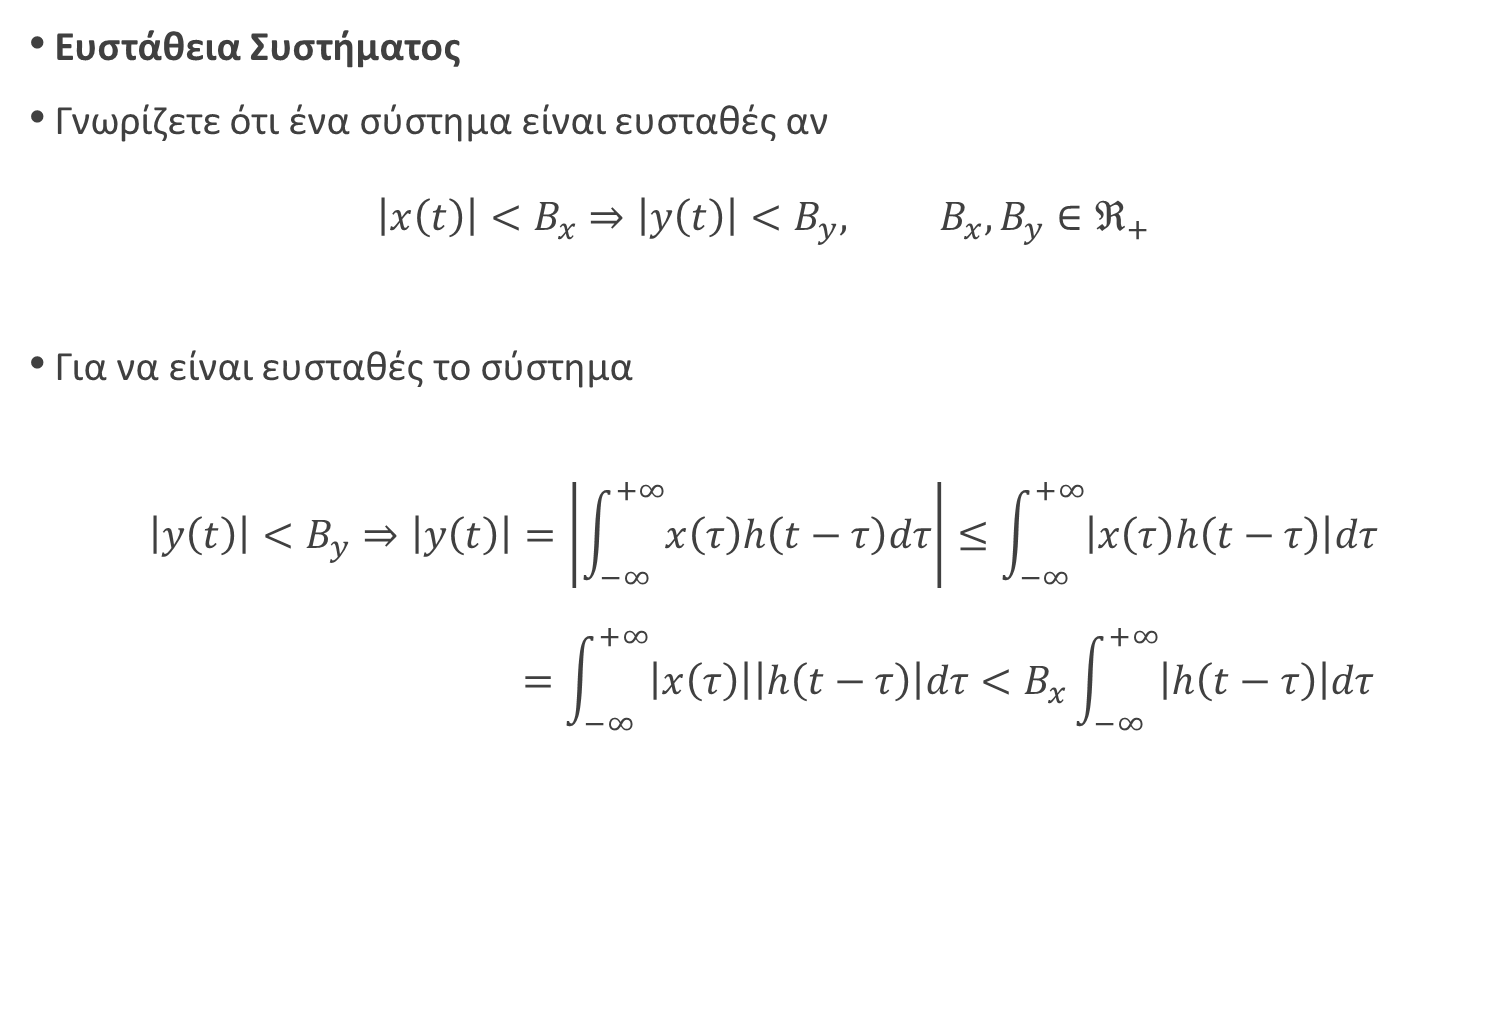 • Ευστάθεια Συστήματος
• Γνωρίζετε ότι ένα σύστημα είναι ευσταθές αν
|x(t)| < B_x ⇒ |y(t)| < B_y, B_x, B_y ∈ ℜ_+
• Για να είναι ευσταθές το σύστημα
|y(t)| < B_y ⇒ |y(t)| = |∫_{−∞}^{+∞} x(τ)h(t − τ)dτ| ≤ ∫_{−∞}^{+∞} |x(τ)h(t − τ)|dτ
= ∫_{−∞}^{+∞} |x(τ)||h(t − τ)|dτ < B_x ∫_{−∞}^{+∞} |h(t − τ)|dτ